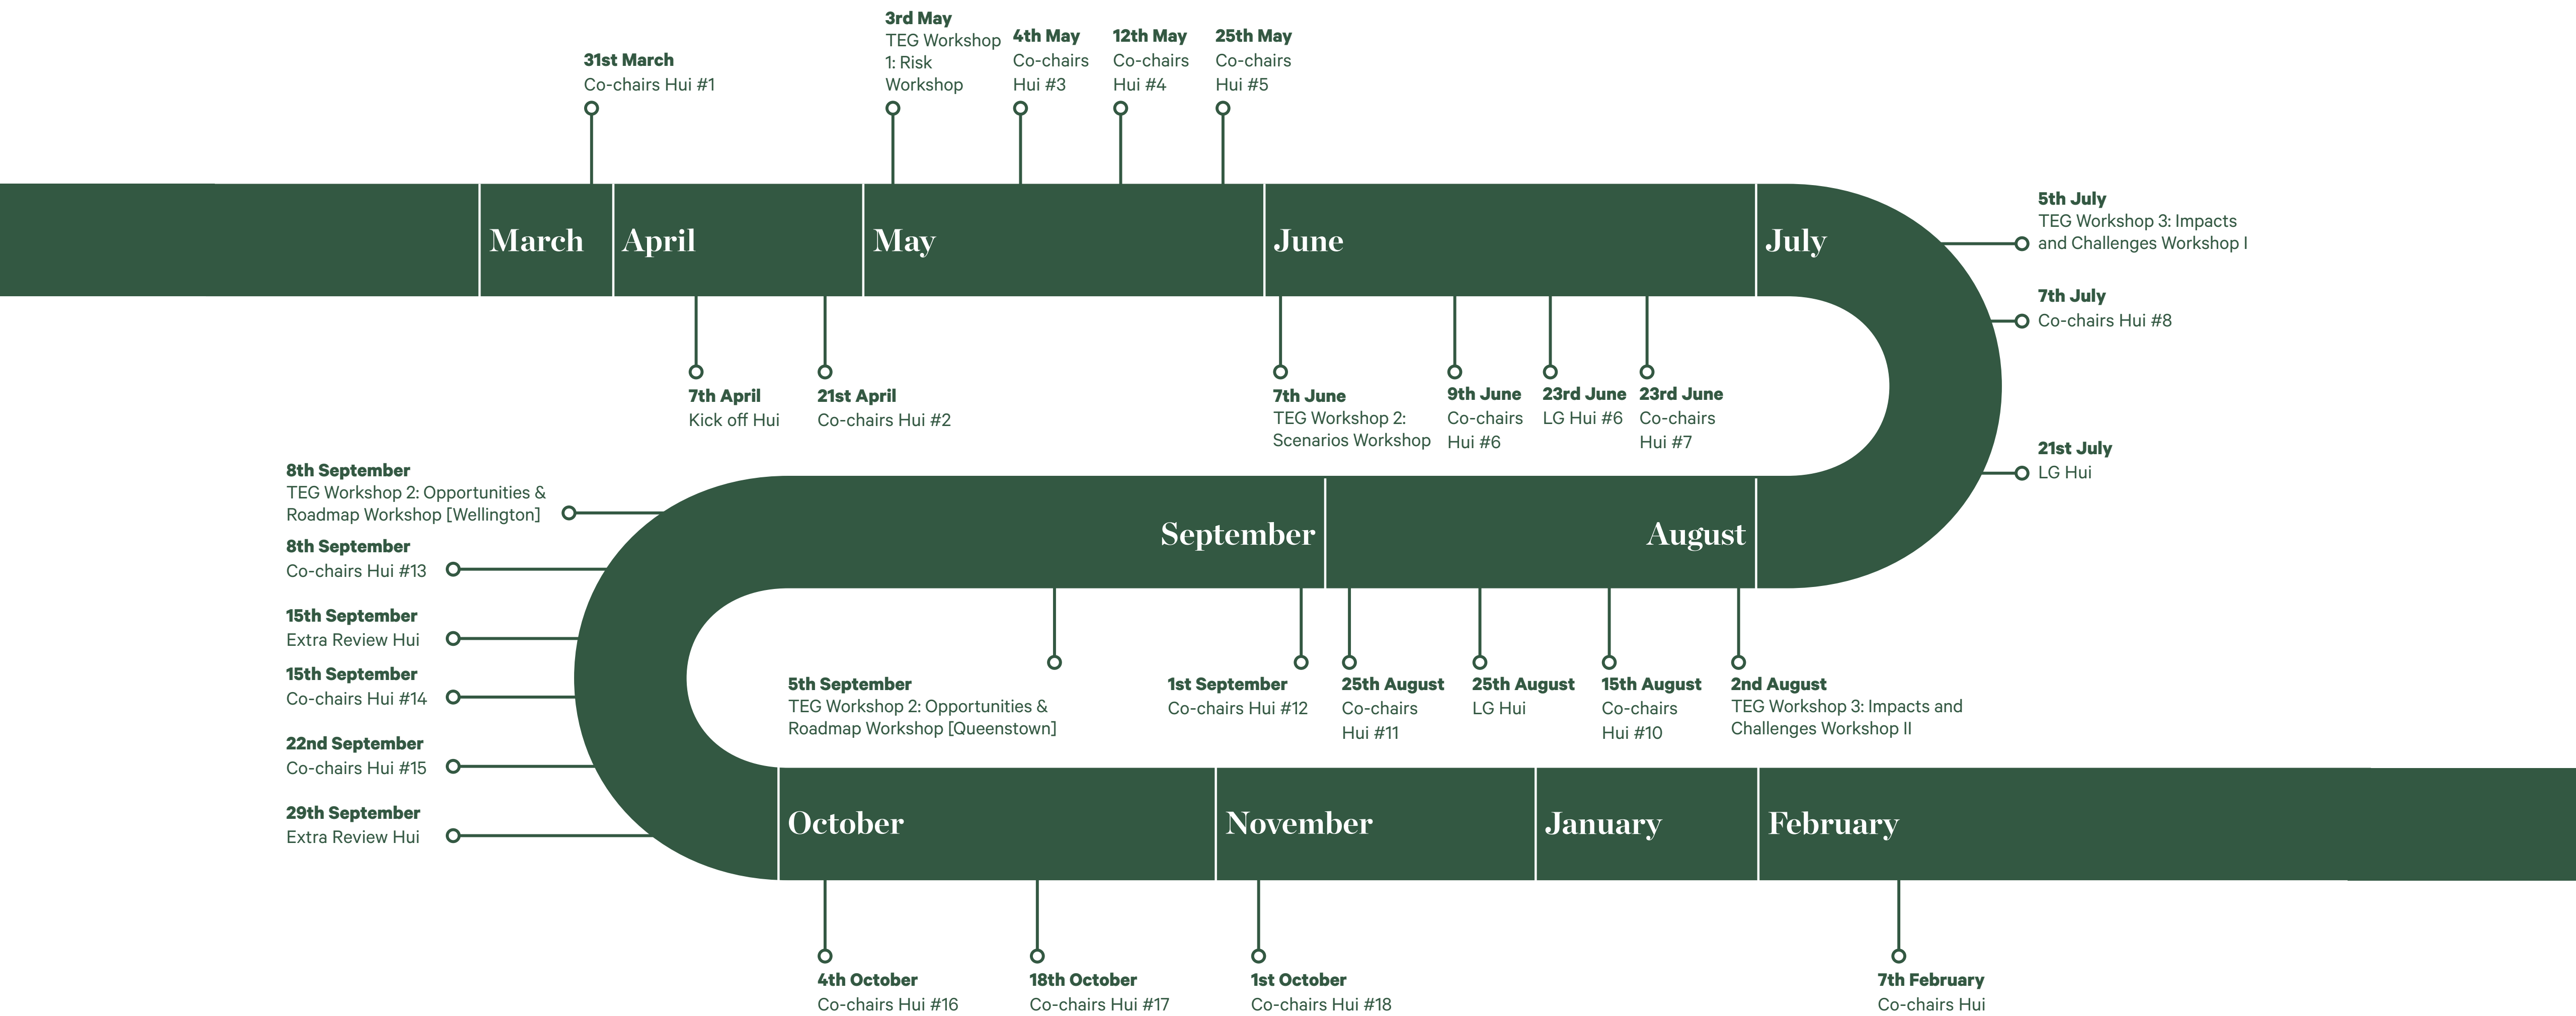 31st March
Co-chairs Hui #1
3rd May
TEG Workshop
1: Risk
Workshop
4th May
Co-chairs
Hui #3
12th May
Co-chairs
Hui #4
25th May
Co-chairs
Hui #5
March
April
May
June
July
5th July
TEG Workshop 3: Impacts
and Challenges Workshop I
7th July
Co-chairs Hui #8
21st July
LG Hui
7th April
Kick off Hui
21st April
Co-chairs Hui #2
7th June
TEG Workshop 2:
Scenarios Workshop
9th June
Co-chairs
Hui #6
23rd June
LG Hui #6
23rd June
Co-chairs
Hui #7
August
September
2nd August
TEG Workshop 3: Impacts and
Challenges Workshop II
15th August
Co-chairs
Hui #10
25th August
LG Hui
25th August
Co-chairs
Hui #11
1st September
Co-chairs Hui #12
5th September
TEG Workshop 2: Opportunities &
Roadmap Workshop [Queenstown]
8th September
TEG Workshop 2: Opportunities &
Roadmap Workshop [Wellington]
8th September
Co-chairs Hui #13
15th September
Extra Review Hui
15th September
Co-chairs Hui #14
22nd September
Co-chairs Hui #15
29th September
Extra Review Hui
October
November
January
February
4th October
Co-chairs Hui #16
18th October
Co-chairs Hui #17
1st October
Co-chairs Hui #18
7th February
Co-chairs Hui